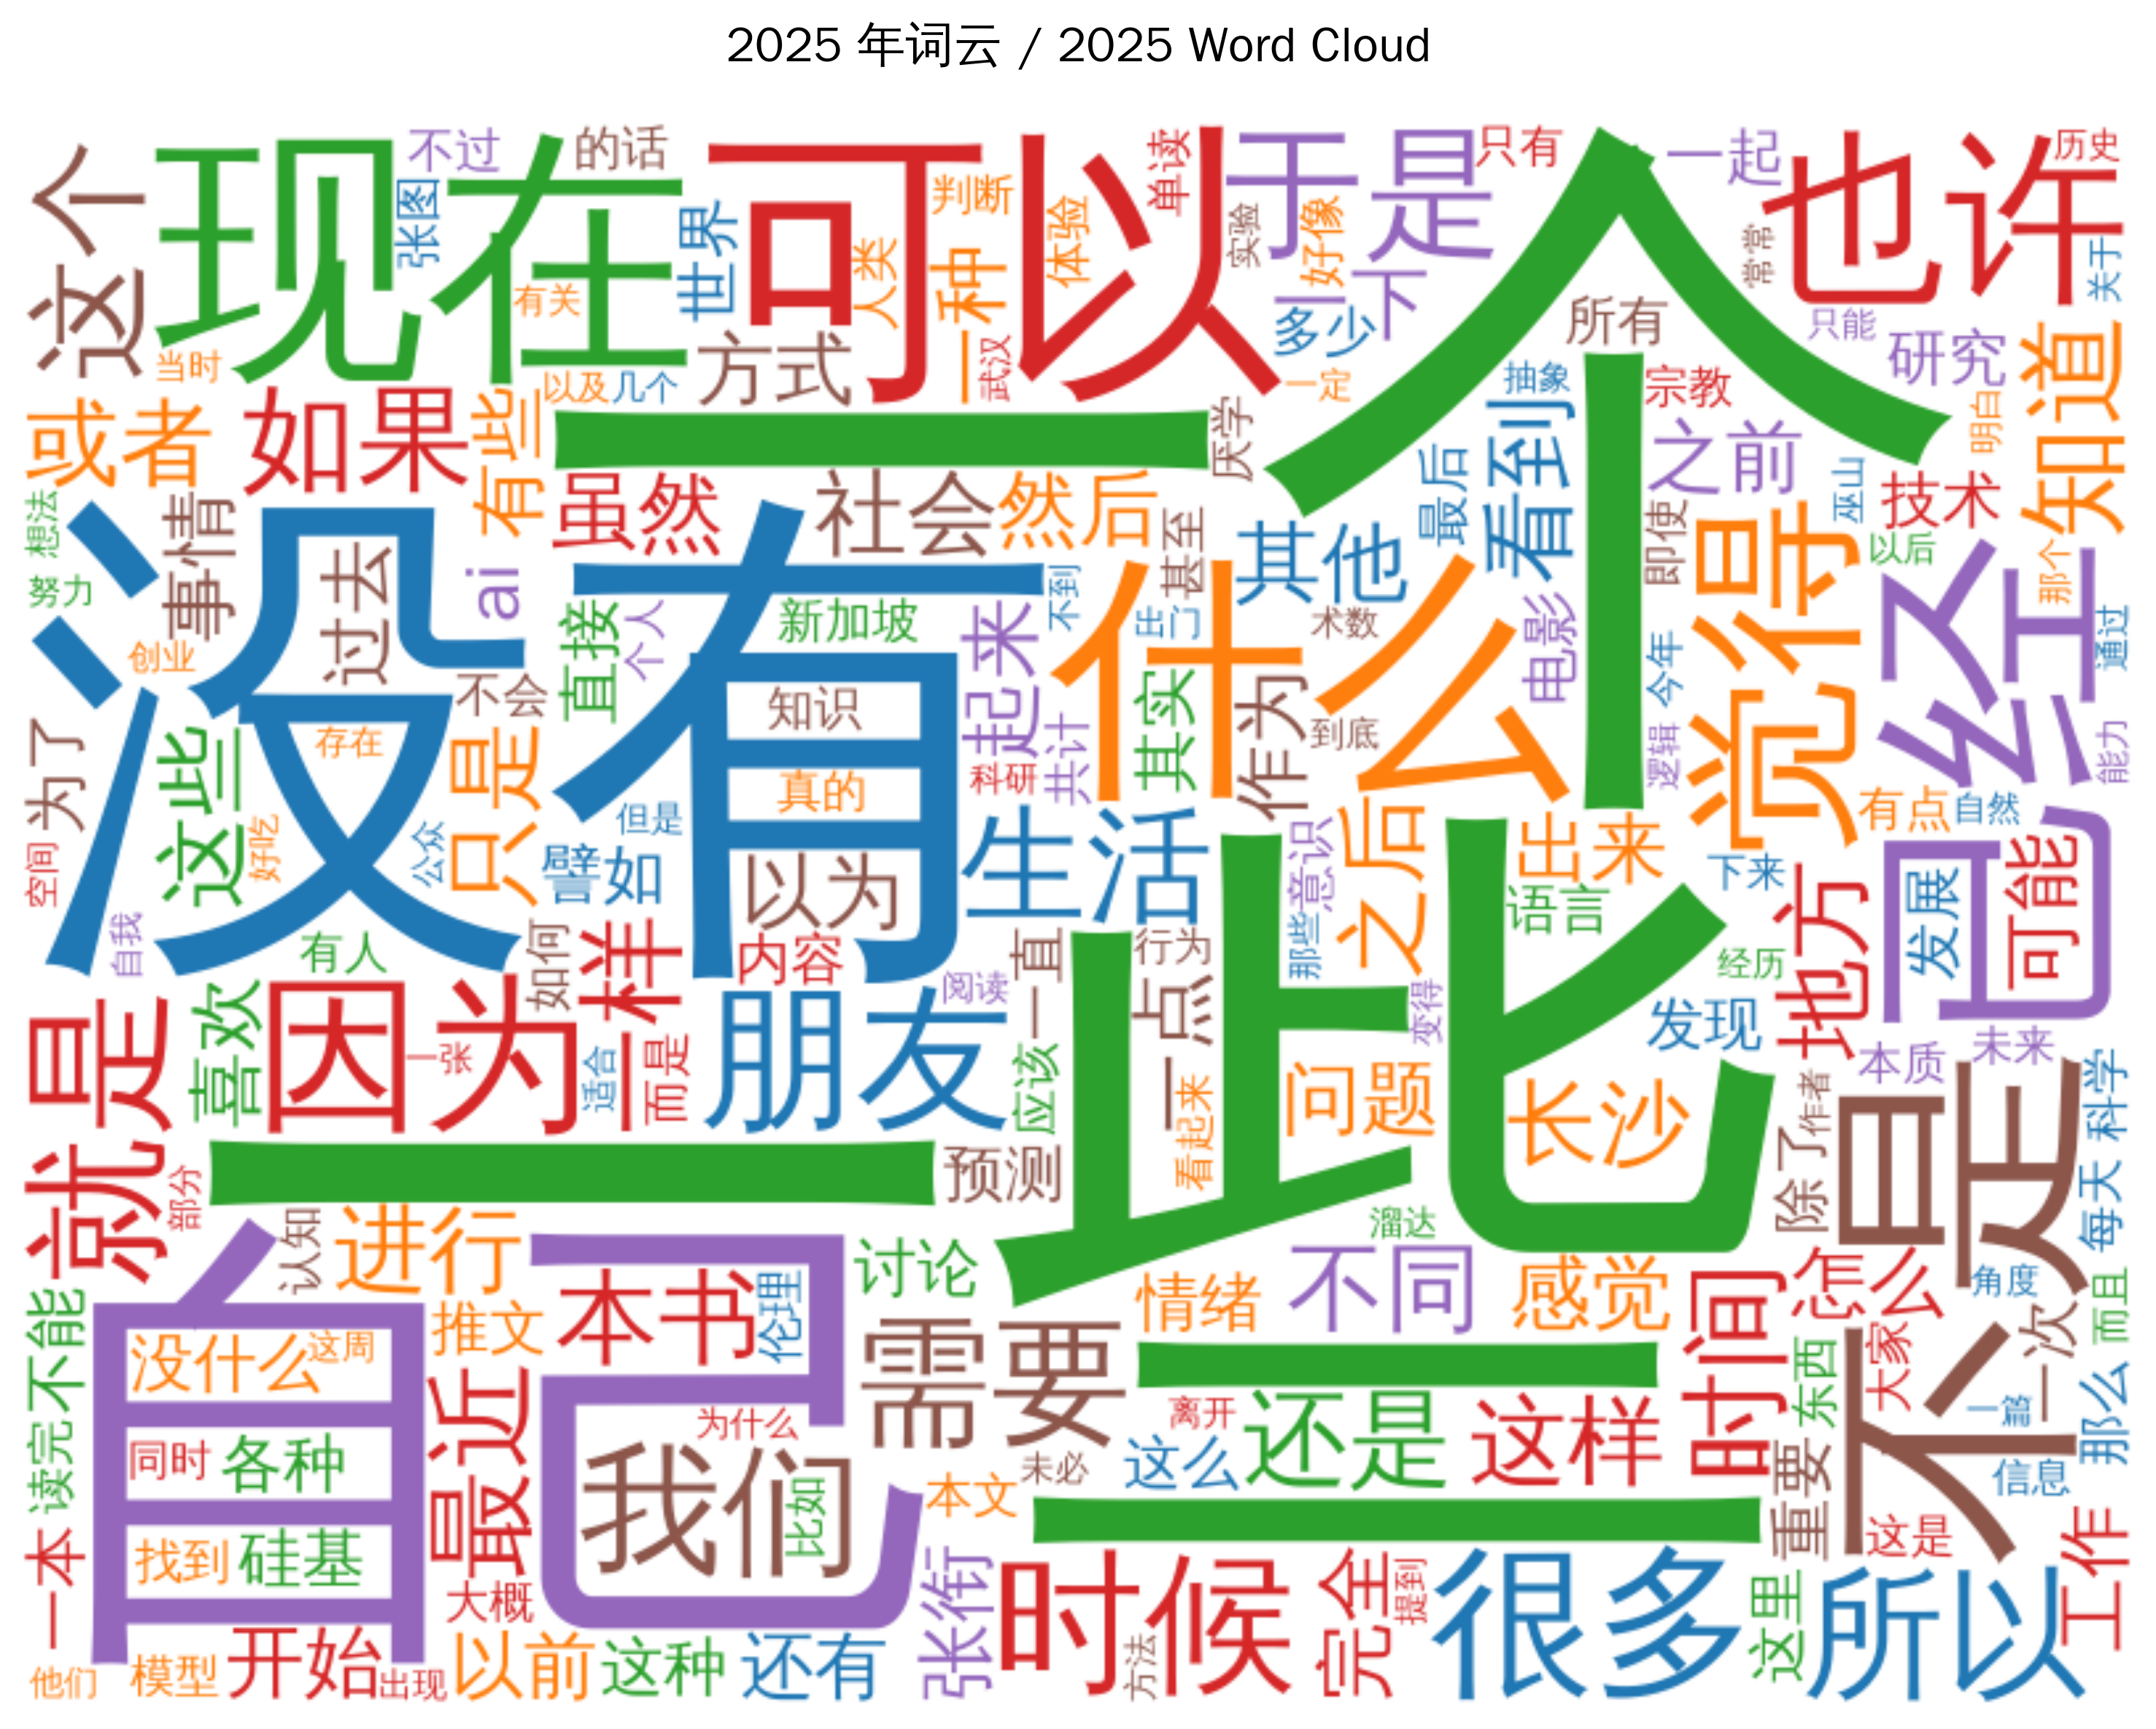 2025 年词云 / 2025 Word Cloud
这个
现在
不过
张图
的话
有关
世界
可以
判断
人类
一种
体验
单读
于是
实验
好像
只有
一下
多少
一个
所有
一起
也许
历史
常常
关于
只能
研究
知道
当时
以及
几个
方式
武汉
一定
抽象
宗教
明白
或者
如果
有些
厌学
看到
之前
最后
巫山
技术
想法
事情
虽然
社会
然后
甚至
其他
即使
觉得
以后
那个
已经
努力
过去
ai
没有
直接
个人
新加坡
起来
不到
出门
什么
术数
电影
今年
通过
创业
不会
知识
其实
作为
到底
逻辑
能力
为了
这些
存在
只是
真的
科研
共计
有点
自然
空间
好吃
公众
但是
譬如
以为
生活
意识
之后
出来
下来
发展
可能
自我
有人
如何
一样
内容
一直
行为
那些
语言
地方
经历
就是
喜欢
因为
一张
适合
而是
朋友
阅读
应该
一点
变得
发现
本质
未来
部分
预测
看起来
问题
长沙
作者
除了
不是
科学
每天
认知
进行
讨论
溜达
一些
情绪
不同
感觉
时间
怎么
角度
而且
不能
自己
没什么
这周
推文
本书
伦理
需要
大家
一次
东西
读完
同时
各种
最近
为什么
我们
比如
本文
未必
离开
这么
还是
这样
重要
一篇
信息
那么
一本
找到
硅基
大概
张衍
时候
完全
提到
很多
这里
这是
所以
工作
他们
模型
开始
出现
以前
这种
还有
方法